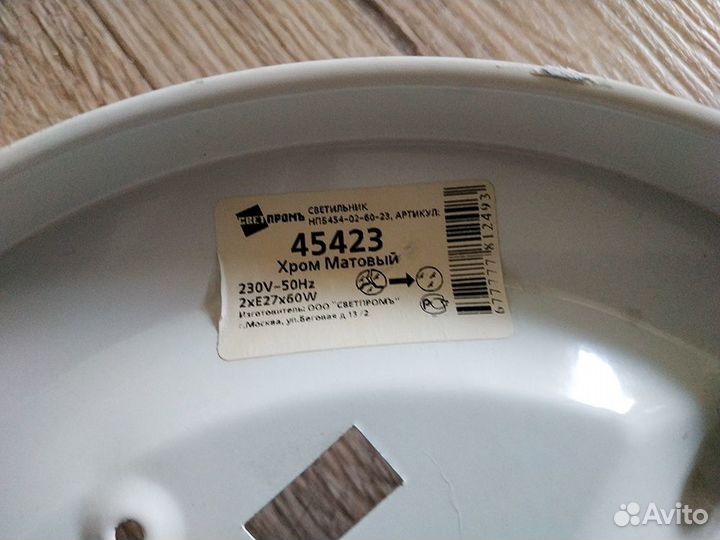 СВЕТПРОМЪ
СВЕТИЛЬНИК
НПБ454-02-60-23, АРТИКУЛ:
45423
Хром Матовый
230V~50Hz
2xE27x60W
Изготовитель: ООО "СВЕТПРОМЪ"
г.Москва, ул.Беговая д 13 /2
677777К12493
Avito